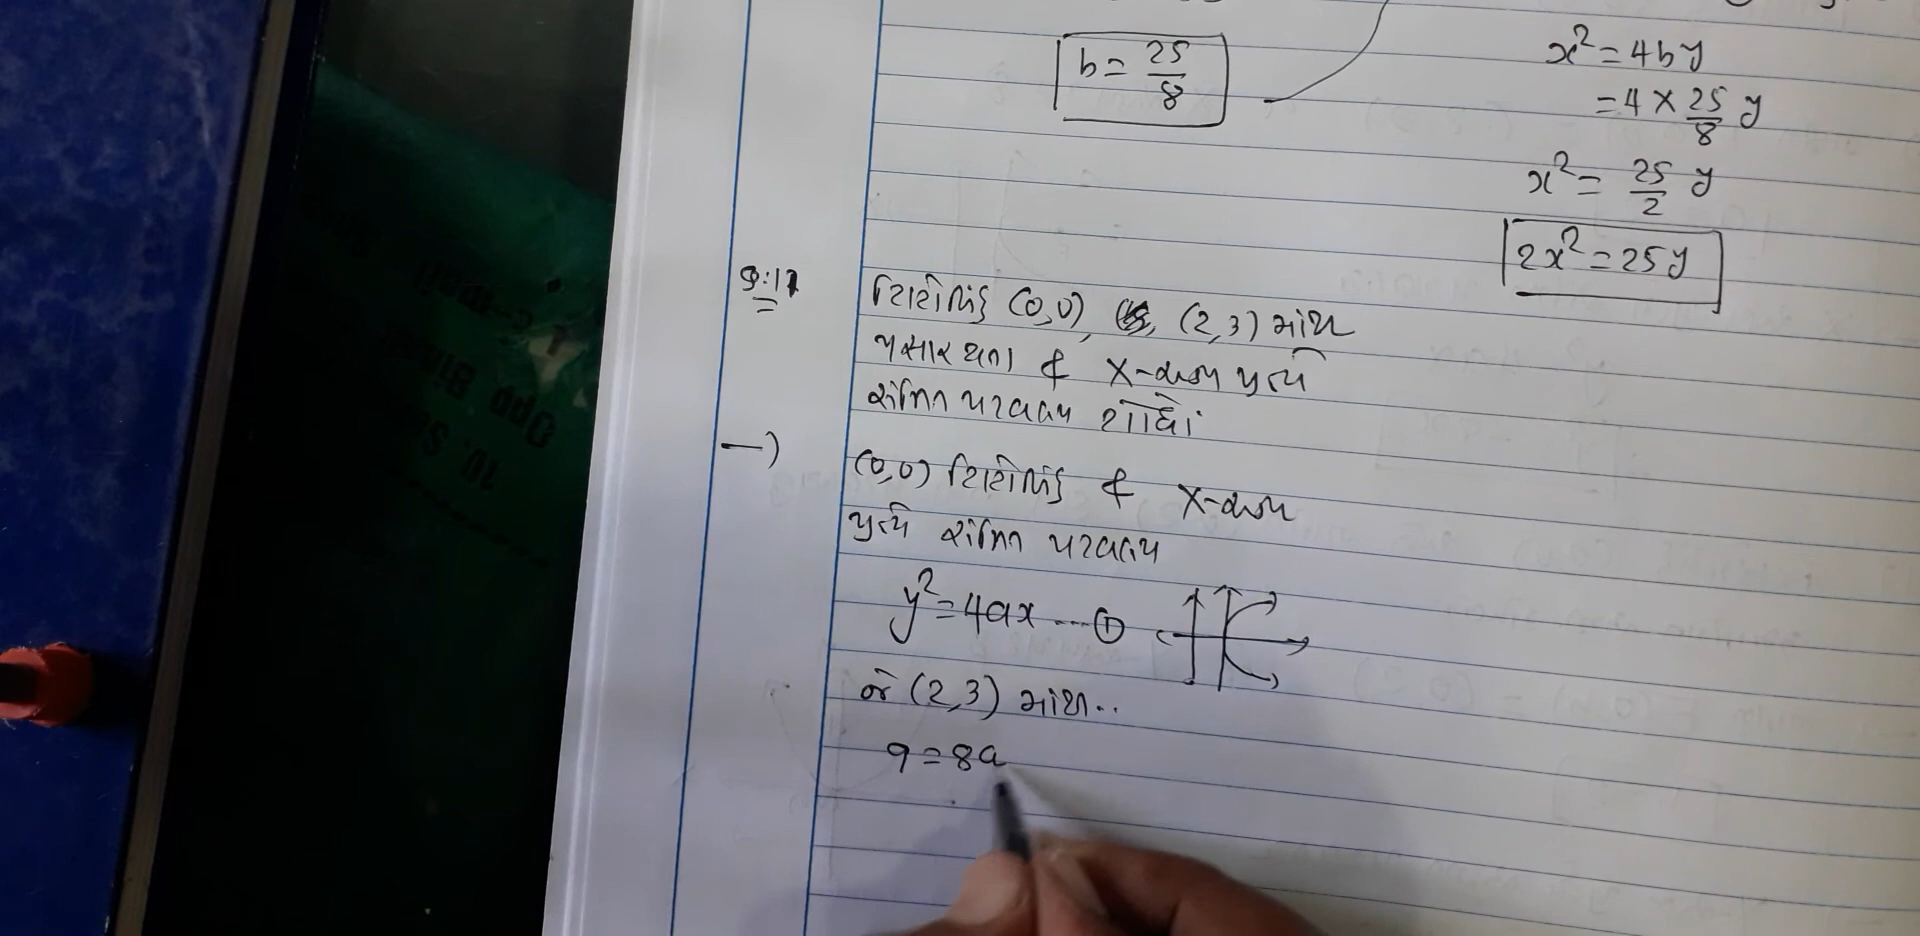 b = 25/8
x² = 4by
= 4 × 25/8 y
x² = 25/2 y
2x² = 25y
Q:11
શિરોબિંદુ (0,0), (2,3) માંથી
પસાર થતા & X-અક્ષ પ્રત્યે
સંમિત પરવલય શોધો
→) (0,0) શિરોબિંદુ & X-અક્ષ
પ્રત્યે સંમિત પરવલય
y² = 4ax ---①
જે (2,3) માંથી..
9 = 8a